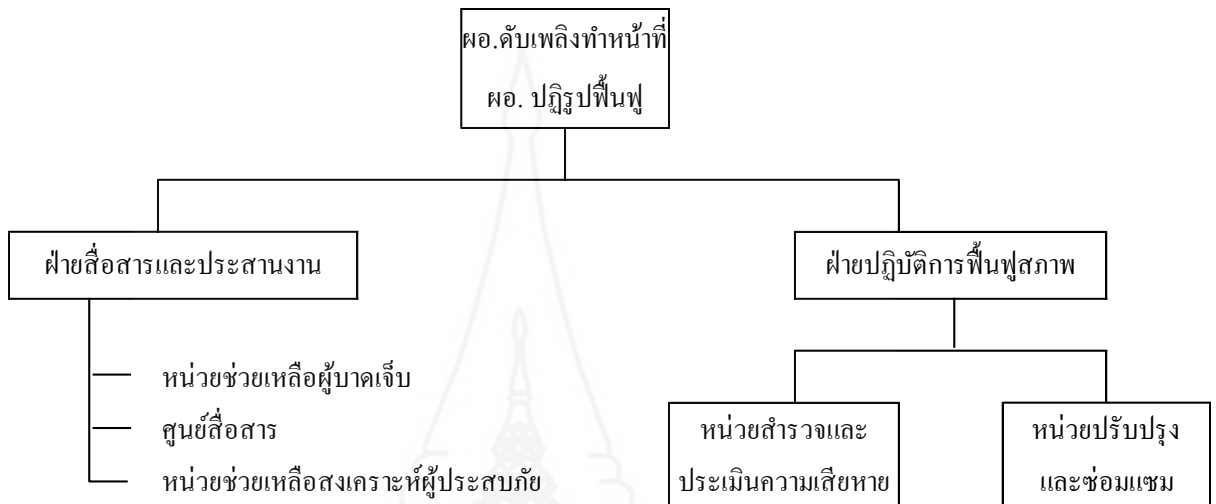 ผอ.ดับเพลิงทำหน้าที่
ผอ. ปฏิรูปฟื้นฟู
ฝ่ายสื่อสารและประสานงาน
ฝ่ายปฏิบัติการฟื้นฟูสภาพ
หน่วยช่วยเหลือผู้บาดเจ็บ
ศูนย์สื่อสาร
หน่วยช่วยเหลือสงเคราะห์ผู้ประสบภัย
หน่วยสำรวจและ
ประเมินความเสียหาย
หน่วยปรับปรุง
และซ่อมแซม